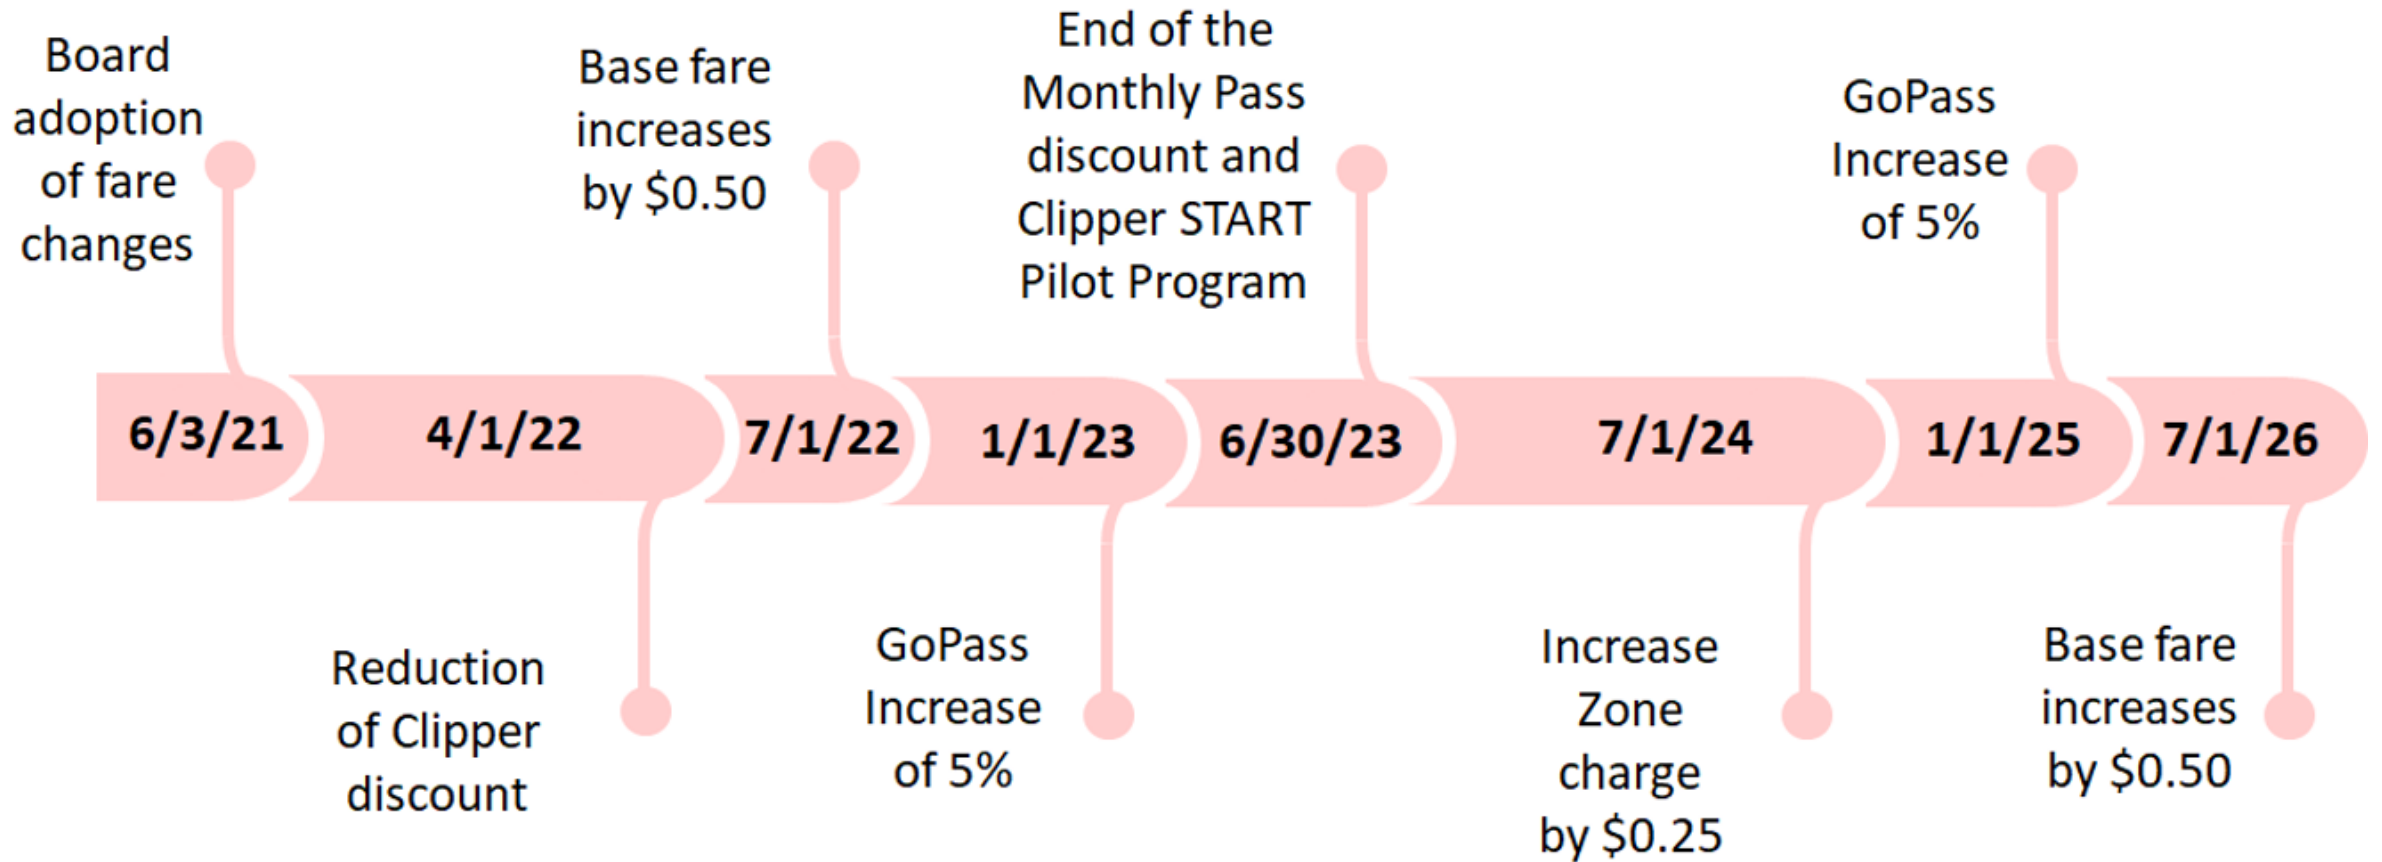 Board
adoption
of fare
changes
Base fare
increases
by $0.50
End of the
Monthly Pass
discount and
Clipper START
Pilot Program
GoPass
Increase
of 5%
6/3/21
4/1/22
7/1/22
1/1/23
6/30/23
7/1/24
1/1/25
7/1/26
Reduction
of Clipper
discount
GoPass
Increase
of 5%
Increase
Zone
charge
by $0.25
Base fare
increases
by $0.50